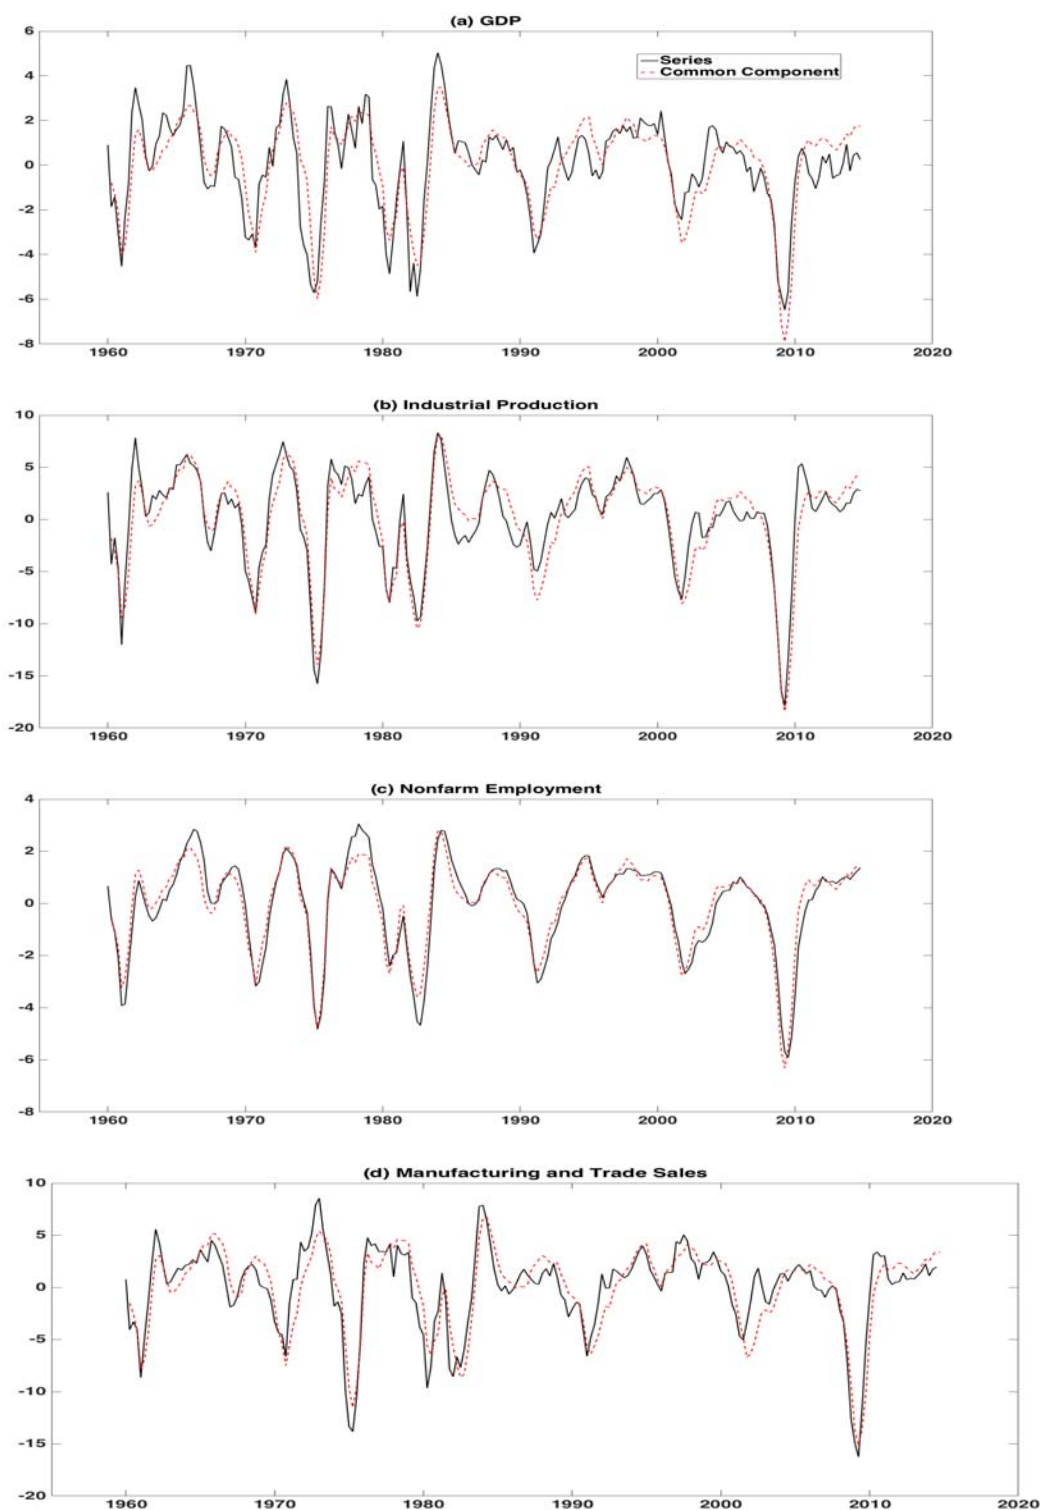 (a) GDP
6
4
2
0
-2
-4
-6
-8
Series
Common Component
1960 1970 1980 1990 2000 2010 2020
(b) Industrial Production
10
5
0
-5
-10
-15
-20
1960 1970 1980 1990 2000 2010 2020
(c) Nonfarm Employment
4
2
0
-2
-4
-6
-8
1960 1970 1980 1990 2000 2010 2020
(d) Manufacturing and Trade Sales
10
5
0
-5
-10
-15
-20
1960 1970 1980 1990 2000 2010 2020